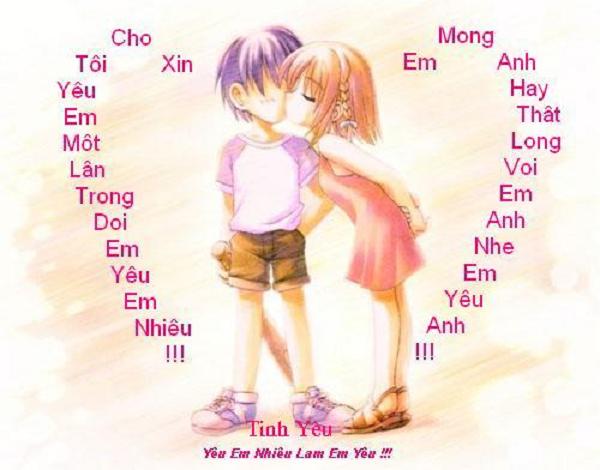 Cho
Tôi Xin
Yêu
Em
Môt
Lân
Trong
Doi
Em
Yêu
Em
Nhiêu
!!!
Mong
Em Anh
Hay
Thât
Long
Voi
Em
Anh
Nhe
Em
Yêu
Anh
!!!
Tinh Yêu
Yêu Em Nhiêu Lam Em Yêu !!!